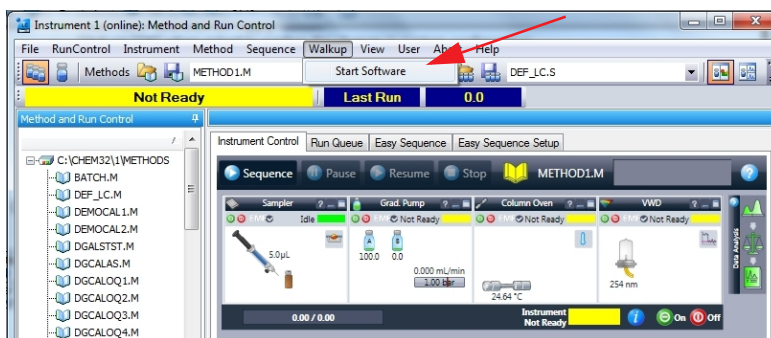 Instrument 1 (online): Method and Run Control
File RunControl Instrument Method Sequence Walkup View User Help
Start Software
Methods METHOD1.M DEF_LC.S
Not Ready Last Run 0.0
Method and Run Control
Instrument Control Run Queue Easy Sequence Easy Sequence Setup
C:\CHEM32\1\METHODS
BATCH.M
DEF_LC.M
DEMOCAL1.M
DEMOCAL2.M
DGALSTST.M
DGCALAS.M
DGCALOQ1.M
DGCALOQ2.M
DGCALOQ3.M
DGCALOQ4.M
Sequence Pause Resume Stop METHOD1.M
Sampler Grad. Pump Column Oven VWD
EMF Idle EMF Not Ready EMF Not Ready EMF Not Ready
5.0µL
100.0 0.0
0.000 mL/min
1.00 bar
24.64 °C
254 nm
Data Analysis
0.00 / 0.00
Instrument
Not Ready
On Off